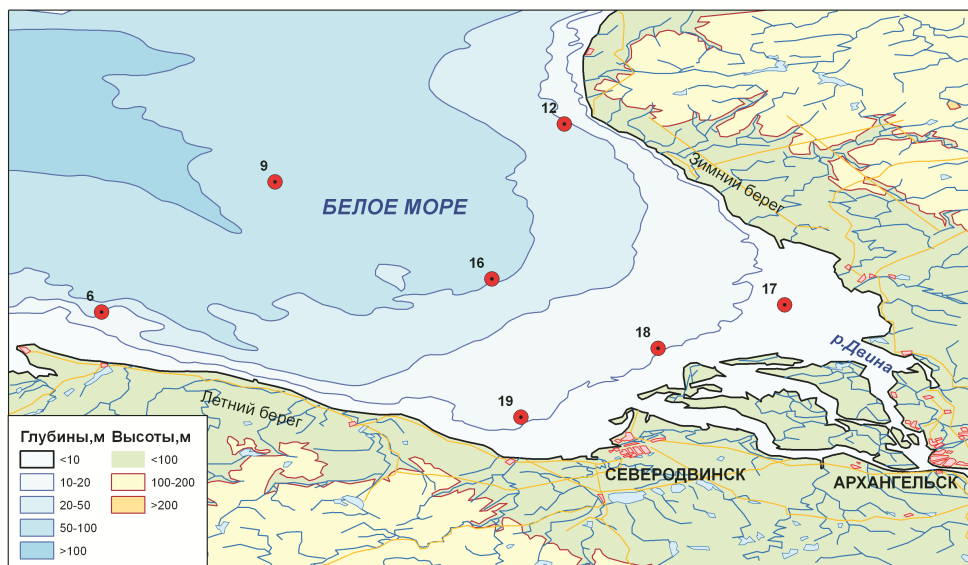 12
Зимний берег
9
БЕЛОЕ МОРЕ
16
6
17
18
р.Двина
Летний берег
19
СЕВЕРОДВИНСК
АРХАНГЕЛЬСК
Глубины,м Высоты,м
<10 <100
10-20 100-200
20-50 >200
50-100
>100